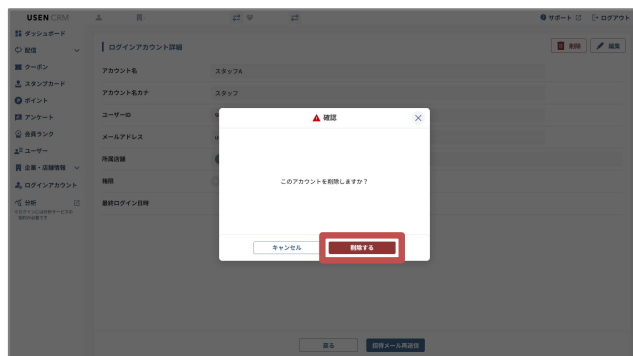 USEN CRM
サポート
ログアウト
ダッシュボード
配信
クーポン
スタンプカード
ポイント
アンケート
会員ランク
ユーザー
企業・店舗情報
ログインアカウント
分析
ログインアカウント詳細
削除
編集
アカウント名
スタッフA
アカウント名カナ
スタッフ
ユーザーID
メールアドレス
所属店舗
権限
最終ログイン日時
確認
このアカウントを削除しますか？
キャンセル
削除する
戻る
招待メール再送信